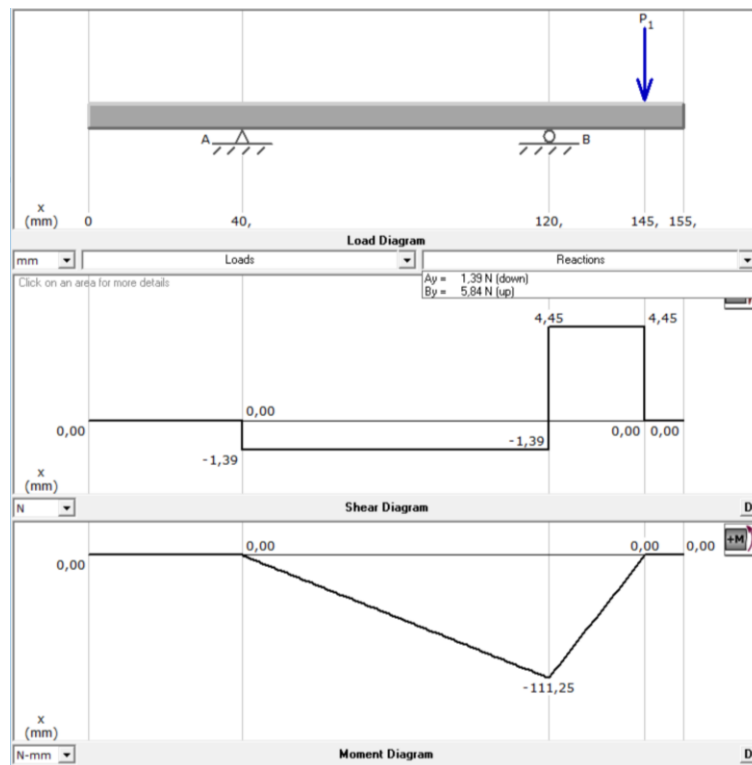 P1
A
B
x
(mm) 0 40, 120, 145, 155,
Load Diagram
mm Loads Reactions
Click on an area for more details
Ay = 1,39 N (down)
By = 5,84 N (up)
4,45 4,45
0,00
0,00 -1,39 0,00 0,00
-1,39
x
(mm)
N Shear Diagram D
0,00 0,00 0,00
0,00
+M
-111,25
x
(mm)
N-mm Moment Diagram D